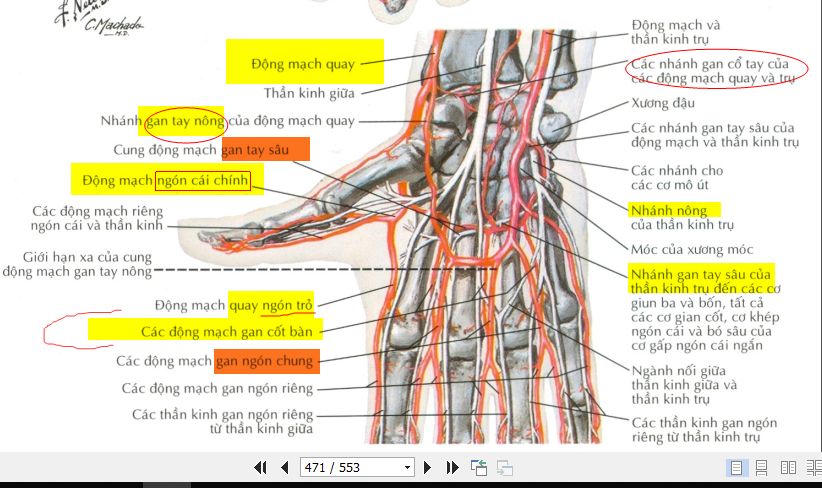 F. Netter
M.D.
C. Machado
M.D.
Động mạch quay
Thần kinh giữa
Nhánh gan tay nông của động mạch quay
Cung động mạch gan tay sâu
Động mạch ngón cái chính
Các động mạch riêng
ngón cái và thần kinh
Giới hạn xa của cung
động mạch gan tay nông
Động mạch quay ngón trỏ
Các động mạch gan cốt bàn
Các động mạch gan ngón chung
Các động mạch gan ngón riêng
Các thần kinh gan ngón riêng
từ thần kinh giữa
Động mạch và
thần kinh trụ
Các nhánh gan cổ tay của
các động mạch quay và trụ
Xương đậu
Các nhánh gan tay sâu của
động mạch và thần kinh trụ
Các nhánh cho
các cơ mô út
Nhánh nông
của thần kinh trụ
Móc của xương móc
Nhánh gan tay sâu của
thần kinh trụ đến các cơ
giun ba và bốn, tất cả
các cơ gian cốt, cơ khép
ngón cái và bó sâu của
cơ gấp ngón cái ngắn
Ngành nối giữa
thần kinh giữa và
thần kinh trụ
Các thần kinh gan ngón
riêng từ thần kinh trụ
471 / 553